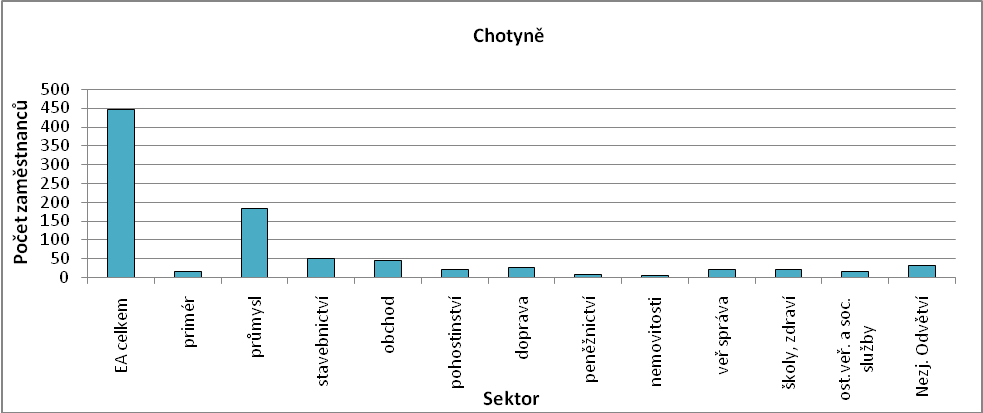 Chotyně
Počet zaměstnanců
500
450
400
350
300
250
200
150
100
50
0
EA celkem
primér
průmysl
stavebnictví
obchod
pohostinství
doprava
peněžnictví
nemovitosti
veř správa
školy, zdraví
ost.veř. a soc.
služby
Nezj. Odvětví
Sektor